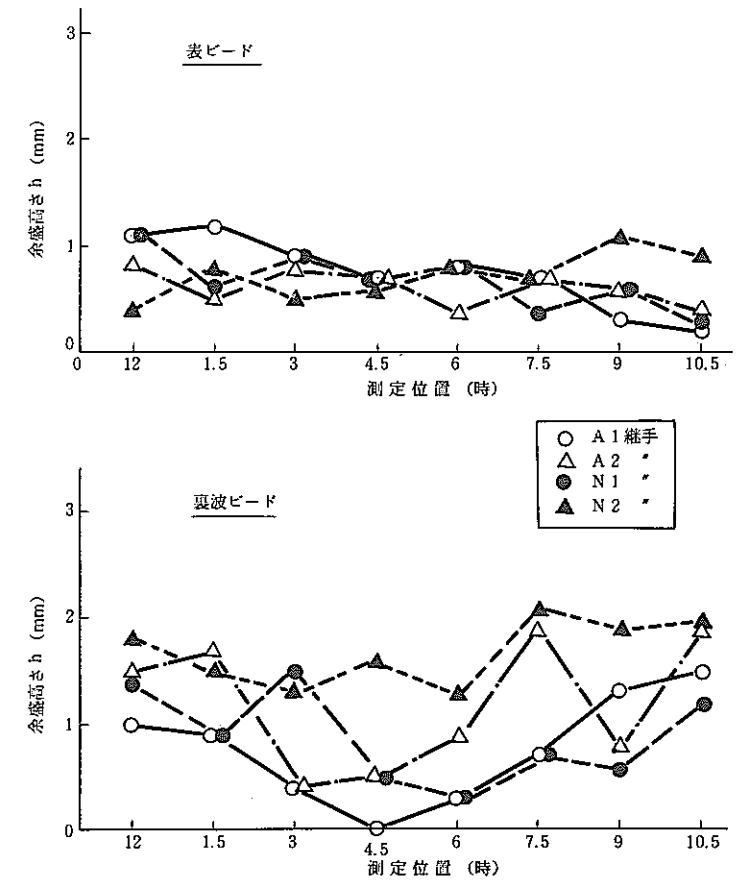 表ビード
余盛高さ h (mm)
3
2
1
0
0 12 1.5 3 4.5 6 7.5 9 10.5
測定位置 (時)
A1継手
A2 〃
N1 〃
N2 〃
裏波ビード
余盛高さ h (mm)
3
2
1
0
12 1.5 3 4.5 6 7.5 9 10.5
測定位置 (時)